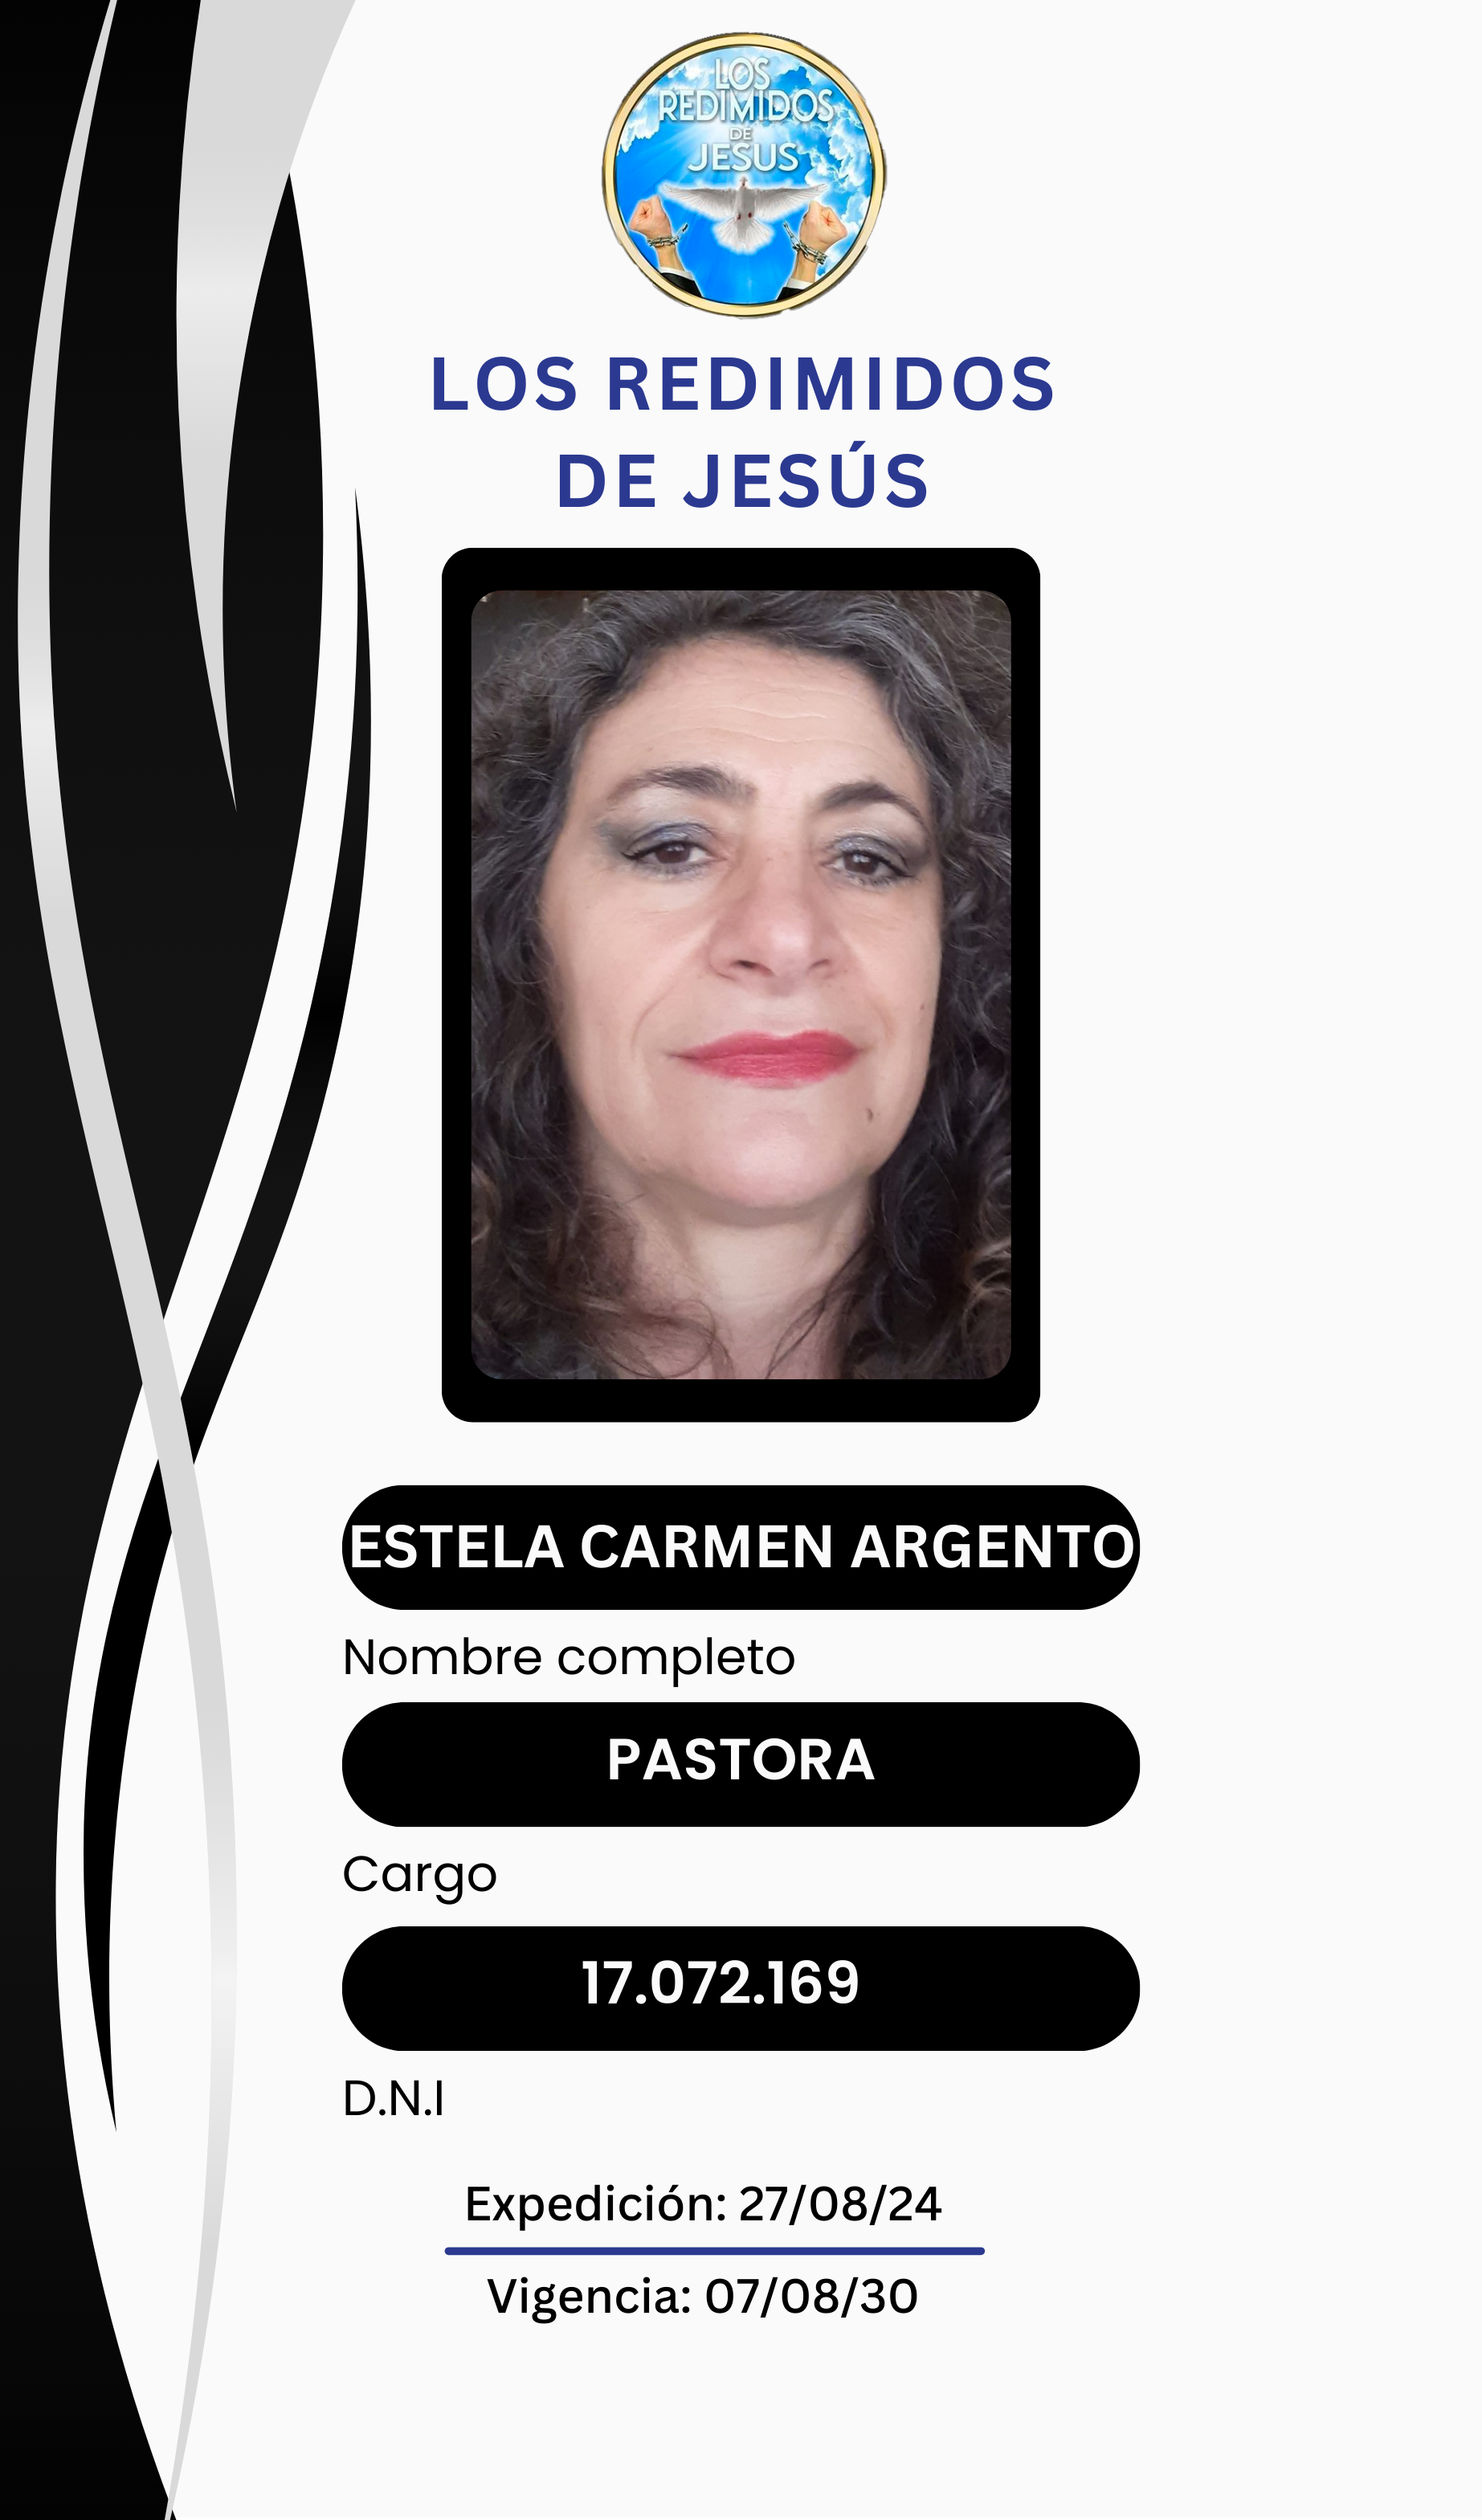 LOS
REDIMIDOS
DE
JESUS
LOS REDIMIDOS
DE JESÚS
ESTELA CARMEN ARGENTO
Nombre completo
PASTORA
Cargo
17.072.169
D.N.I
Expedición: 27/08/24
Vigencia: 07/08/30